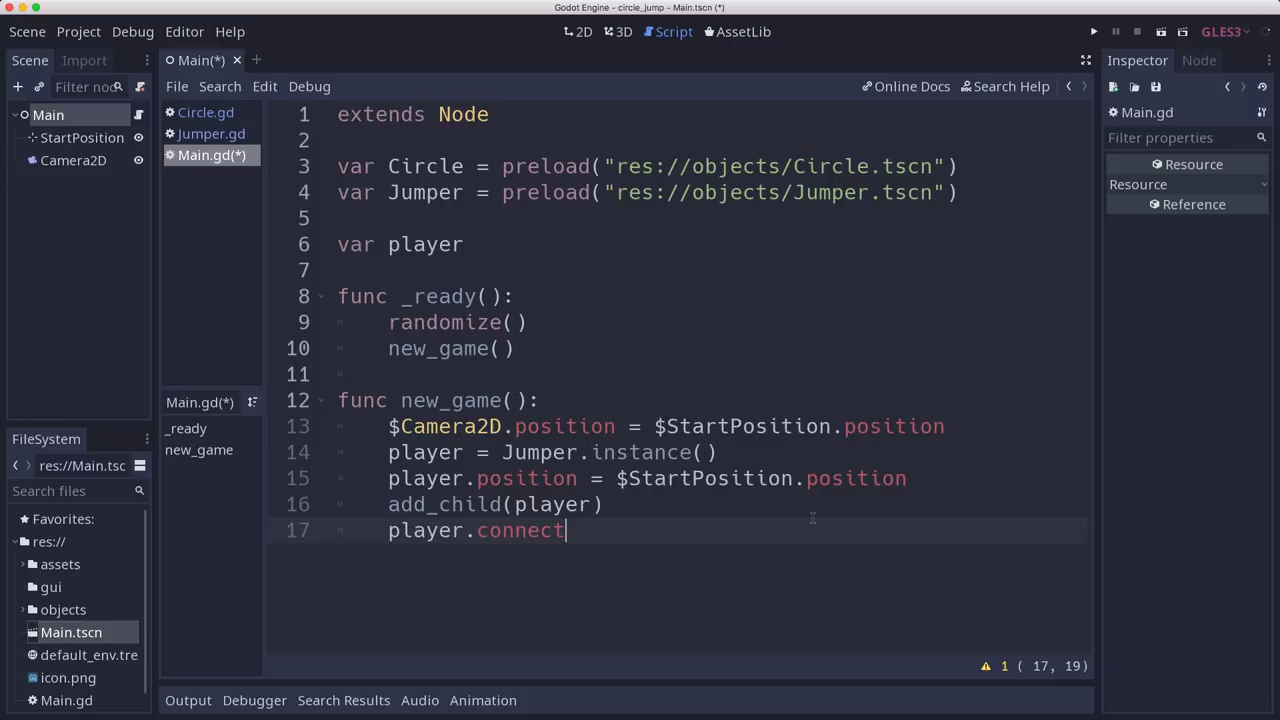 Godot Engine - circle_jump - Main.tscn (*)
Scene Project Debug Editor Help
2D 3D Script AssetLib
GLES3
Scene Import
Main(*)
Inspector Node
Filter nod
File Search Edit Debug
Online Docs Search Help
Main
StartPosition
Camera2D
Circle.gd
Jumper.gd
Main.gd(*)
Main.gd(*)
_ready
new_game
1 extends Node
2
3 var Circle = preload("res://objects/Circle.tscn")
4 var Jumper = preload("res://objects/Jumper.tscn")
5
6 var player
7
8 func _ready():
9 randomize()
10 new_game()
11
12 func new_game():
13 $Camera2D.position = $StartPosition.position
14 player = Jumper.instance()
15 player.position = $StartPosition.position
16 add_child(player)
17 player.connect
1 ( 17, 19)
Main.gd
Filter properties
Resource
Resource
Reference
FileSystem
res://Main.tsc
Search files
Favorites:
res://
assets
gui
objects
Main.tscn
default_env.tre
icon.png
Main.gd
Output Debugger Search Results Audio Animation